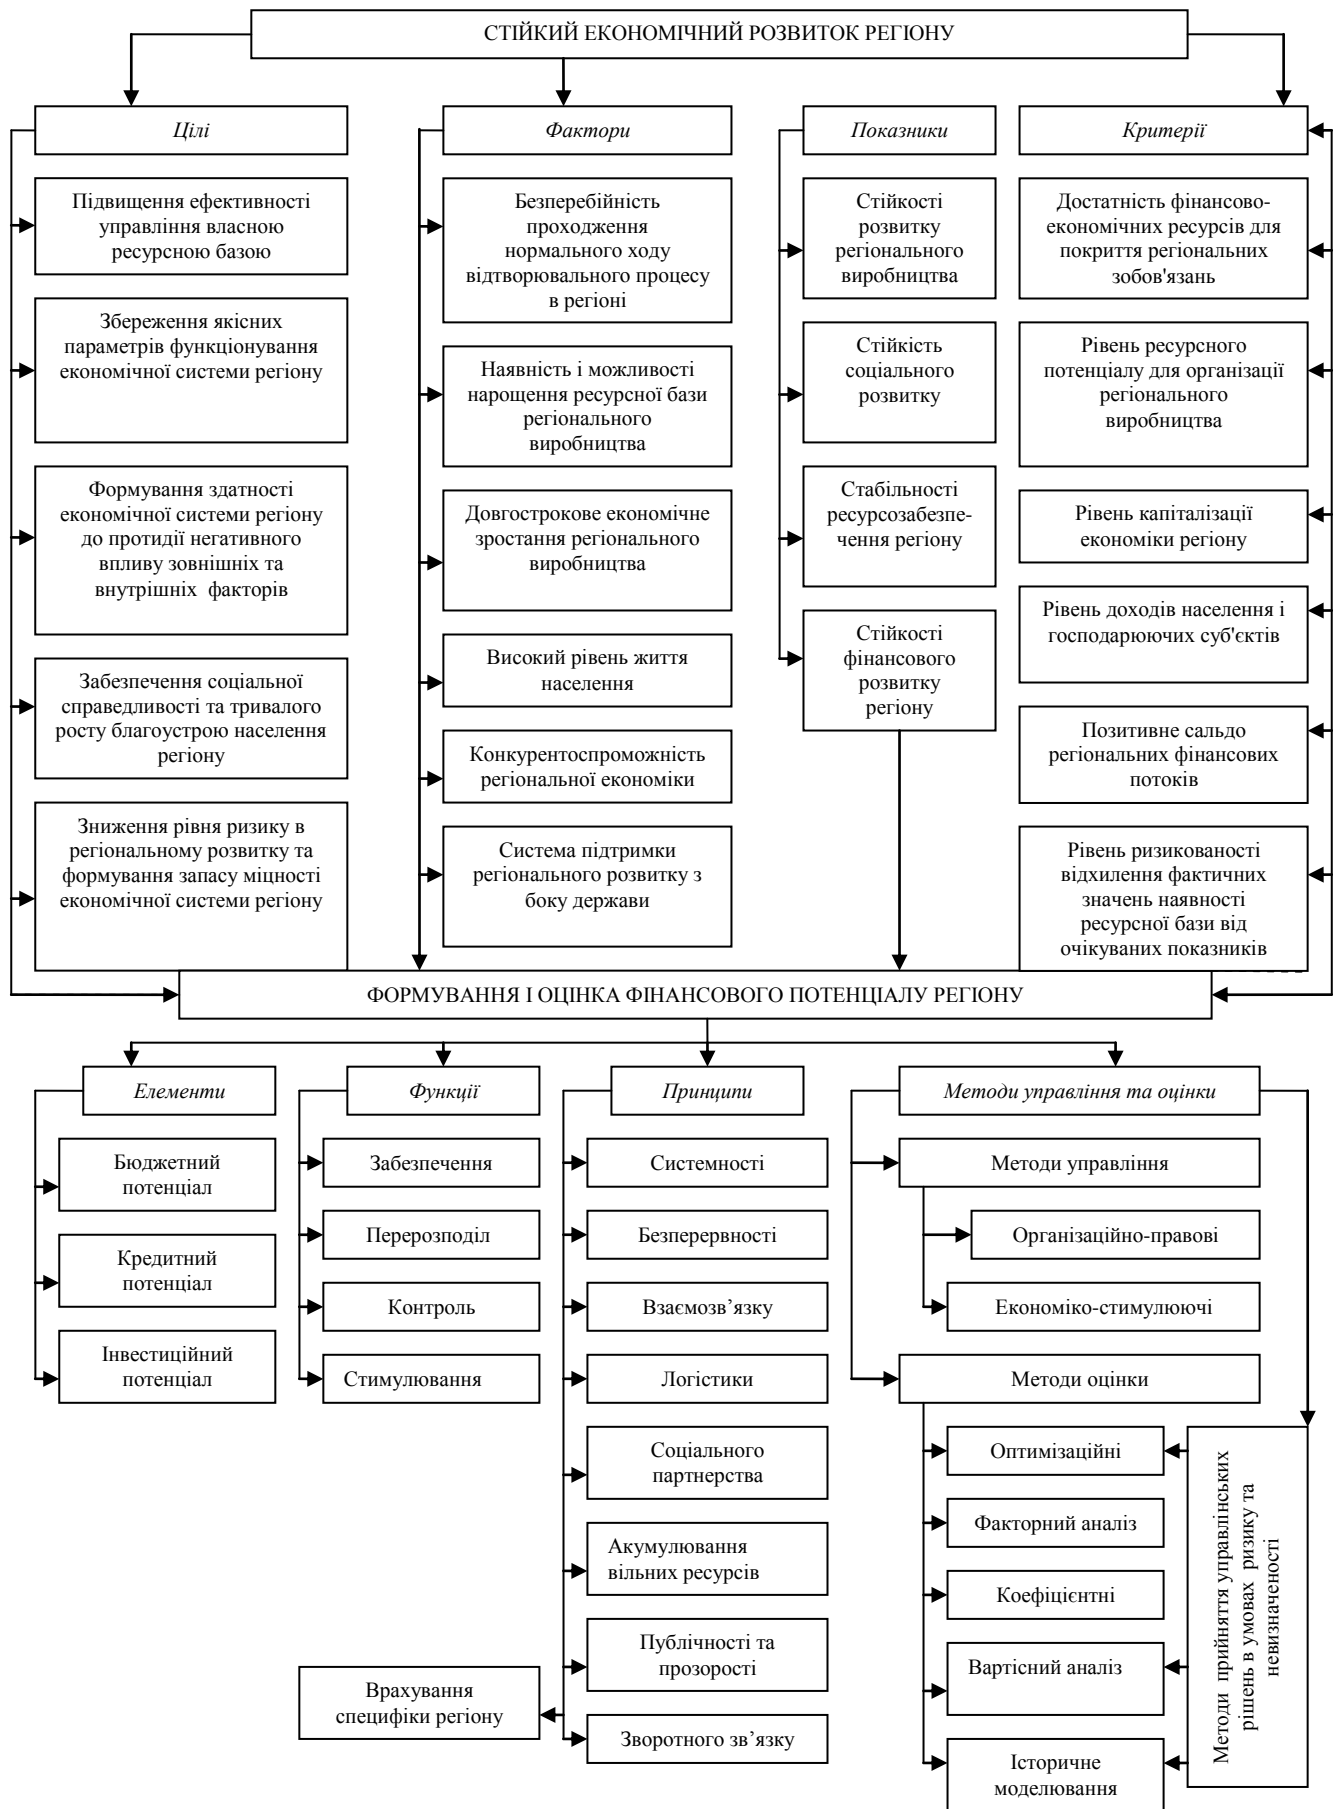 СТІЙКИЙ ЕКОНОМІЧНИЙ РОЗВИТОК РЕГІОНУ
Цілі
Підвищення ефективності
управління власною
ресурсною базою
Збереження якісних
параметрів функціонування
економічної системи регіону
Формування здатності
економічної системи регіону
до протидії негативного
впливу зовнішніх та
внутрішніх факторів
Забезпечення соціальної
справедливості та тривалого
росту благоустрою населення
регіону
Зниження рівня ризику в
регіональному розвитку та
формування запасу міцності
економічної системи регіону
Фактори
Безперебійність
проходження
нормального ходу
відтворювального процесу
в регіоні
Наявність і можливості
нарощення ресурсної бази
регіонального
виробництва
Довгострокове економічне
зростання регіонального
виробництва
Високий рівень життя
населення
Конкурентоспроможність
регіональної економіки
Система підтримки
регіонального розвитку з
боку держави
Показники
Стійкості
розвитку
регіонального
виробництва
Стійкість
соціального
розвитку
Стабільності
ресурсозабезпе-
чення регіону
Стійкості
фінансового
розвитку
регіону
Критерії
Достатність фінансово-
економічних ресурсів для
покриття регіональних
зобов'язань
Рівень ресурсного
потенціалу для організації
регіонального
виробництва
Рівень капіталізації
економіки регіону
Рівень доходів населення і
господарюючих суб'єктів
Позитивне сальдо
регіональних фінансових
потоків
Рівень ризикованості
відхилення фактичних
значень наявності
ресурсної бази від
очікуваних показників
ФОРМУВАННЯ І ОЦІНКА ФІНАНСОВОГО ПОТЕНЦІАЛУ РЕГІОНУ
Елементи
Бюджетний
потенціал
Кредитний
потенціал
Інвестиційний
потенціал
Функції
Забезпечення
Перерозподіл
Контроль
Стимулювання
Принципи
Системності
Безперервності
Взаємозв’язку
Логістики
Соціального
партнерства
Акумулювання
вільних ресурсів
Публічності та
прозорості
Врахування
специфіки регіону
Зворотного зв’язку
Методи управління та оцінки
Методи управління
Організаційно-правові
Економіко-стимулюючі
Методи оцінки
Оптимізаційні
Факторний аналіз
Коефіцієнтні
Вартісний аналіз
Історичне
моделювання
Методи прийняття управлінських
рішень в умовах ризику та
невизначеності